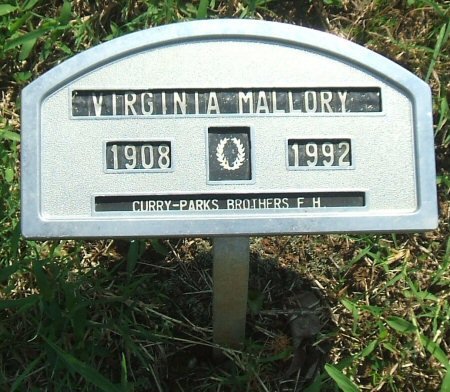 VIRGINIA MALLORY
1908 1992
CURRY-PARKS BROTHERS F. H.